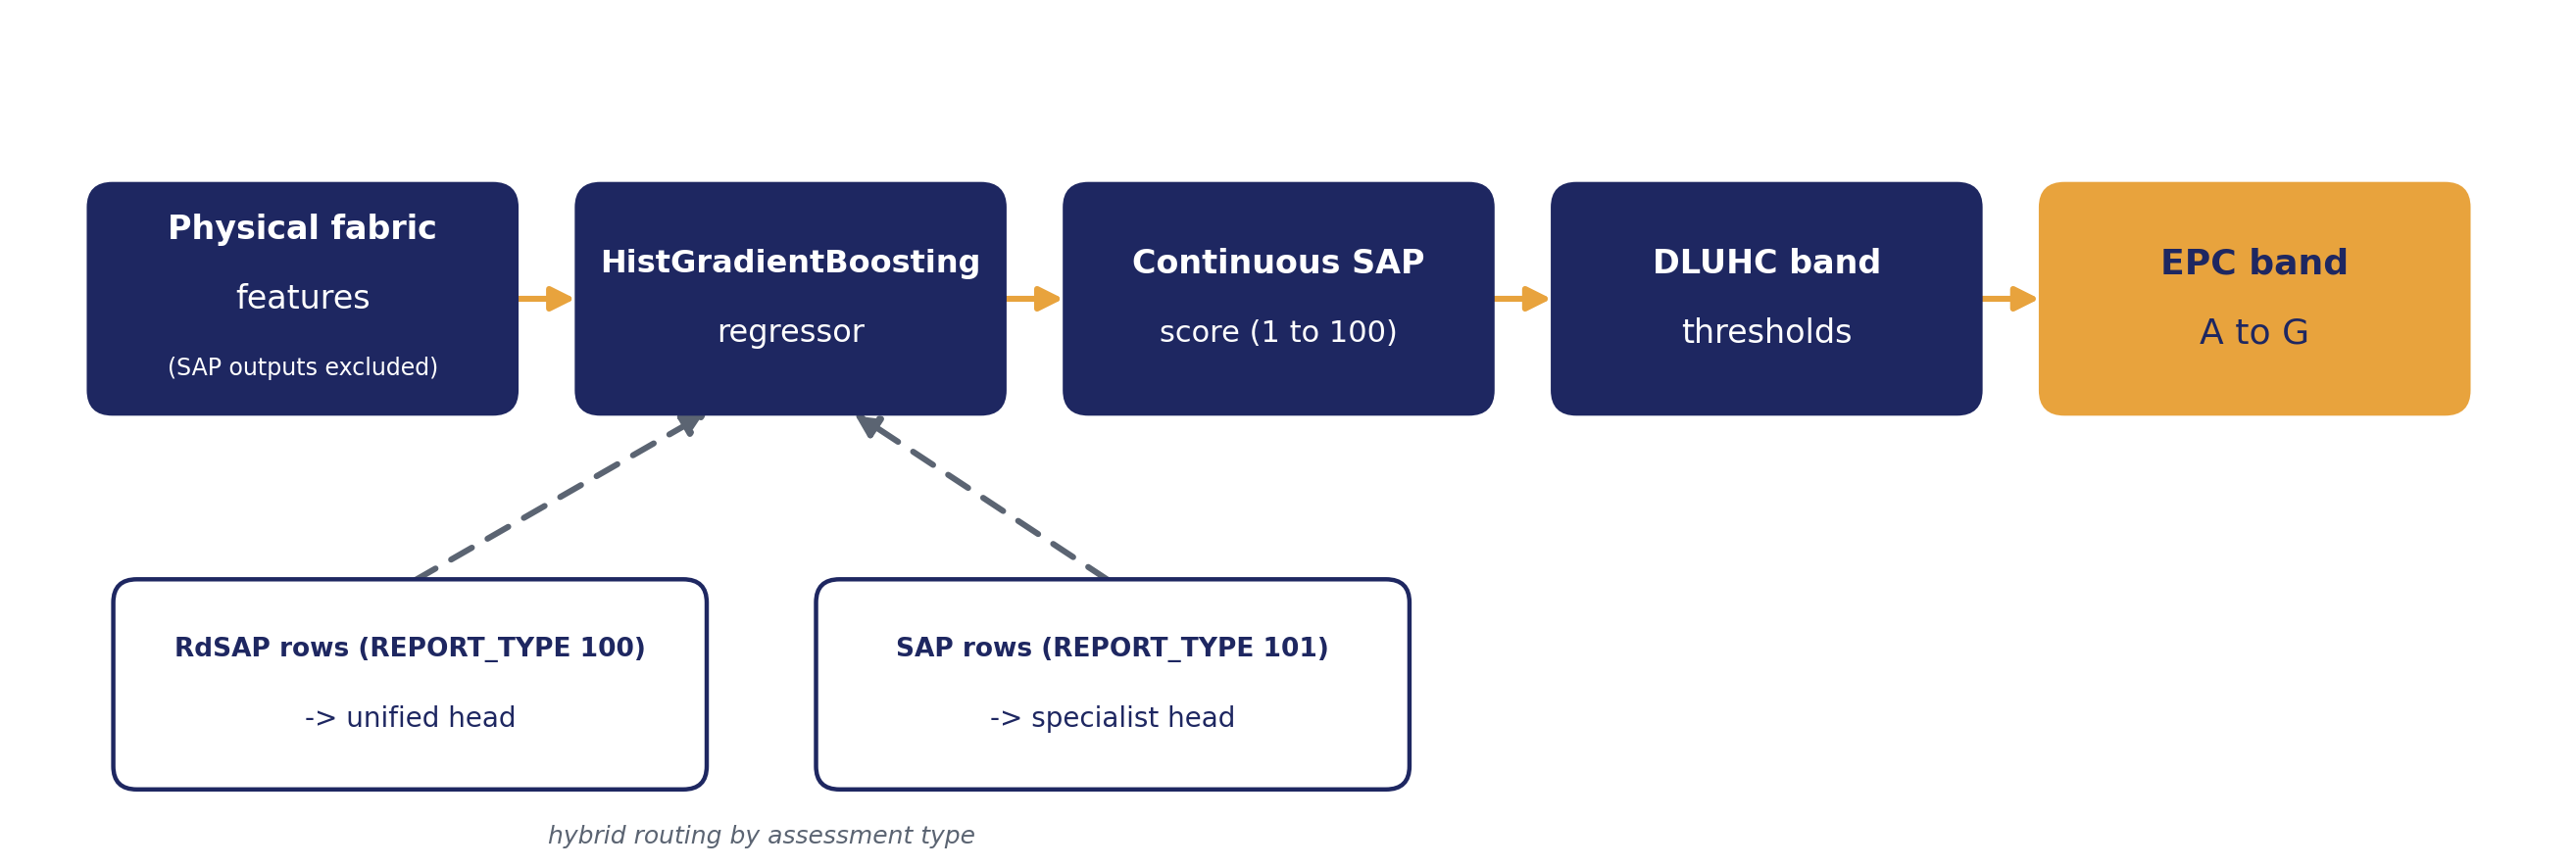 Physical fabric
features
(SAP outputs excluded)
HistGradientBoosting
regressor
Continuous SAP
score (1 to 100)
DLUHC band
thresholds
EPC band
A to G
RdSAP rows (REPORT_TYPE 100)
-> unified head
SAP rows (REPORT_TYPE 101)
-> specialist head
hybrid routing by assessment type